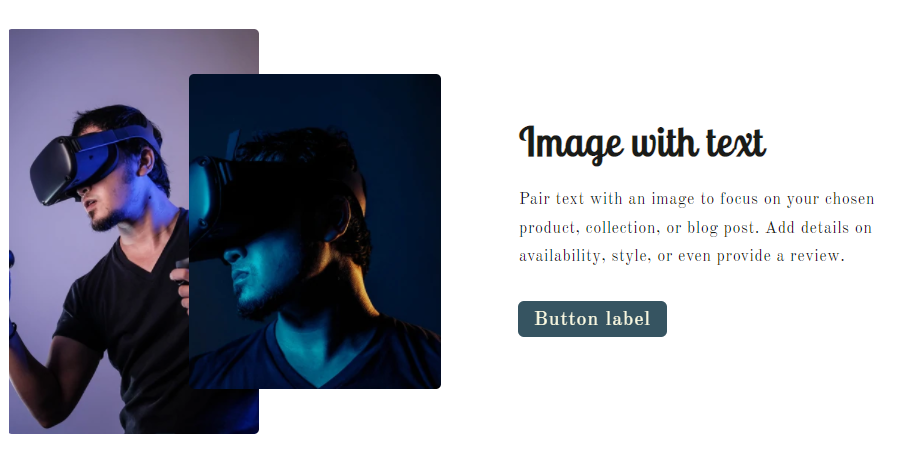 Image with text
Pair text with an image to focus on your chosen
product, collection, or blog post. Add details on
availability, style, or even provide a review.
Button label